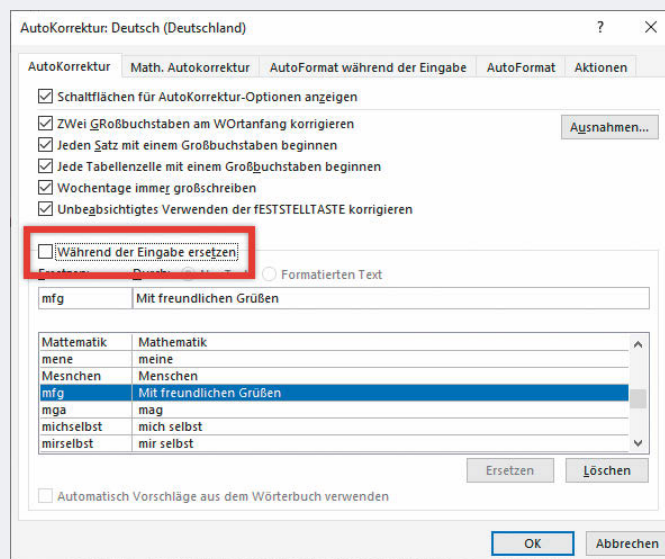 AutoKorrektur: Deutsch (Deutschland) ?
AutoKorrektur Math. Autokorrektur AutoFormat während der Eingabe AutoFormat Aktionen
Schaltflächen für AutoKorrektur-Optionen anzeigen
ZWei GRoßbuchstaben am WOrtanfang korrigieren Ausnahmen...
Jeden Satz mit einem Großbuchstaben beginnen
Jede Tabellenzelle mit einem Großbuchstaben beginnen
Wochentage immer großschreiben
Unbeabsichtigtes Verwenden der fESTSTELLTASTE korrigieren
Während der Eingabe ersetzen
Ersetzen: Durch: Nur Text Formatierten Text
mfg Mit freundlichen Grüßen
Mattematik Mathematik
mene meine
Mesnchen Menschen
mfg Mit freundlichen Grüßen
mga mag
michselbst mich selbst
mirselbst mir selbst
Ersetzen Löschen
Automatisch Vorschläge aus dem Wörterbuch verwenden
OK Abbrechen